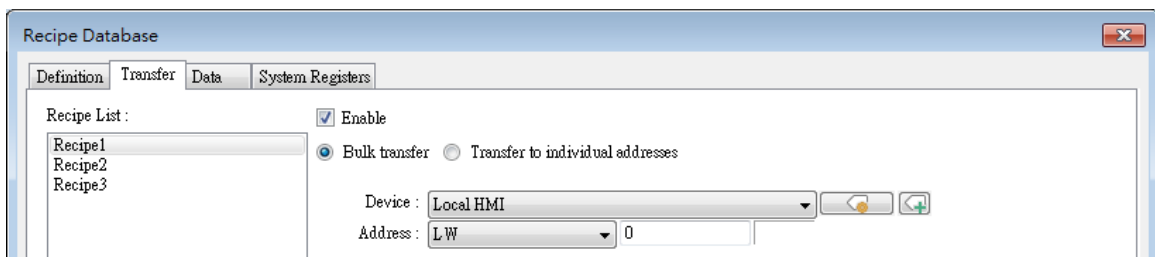 Recipe Database
Definition Transfer Data System Registers
Recipe List :
Enable
Recipe1
Recipe2
Recipe3
Bulk transfer Transfer to individual addresses
Device : Local HMI
Address : LW 0